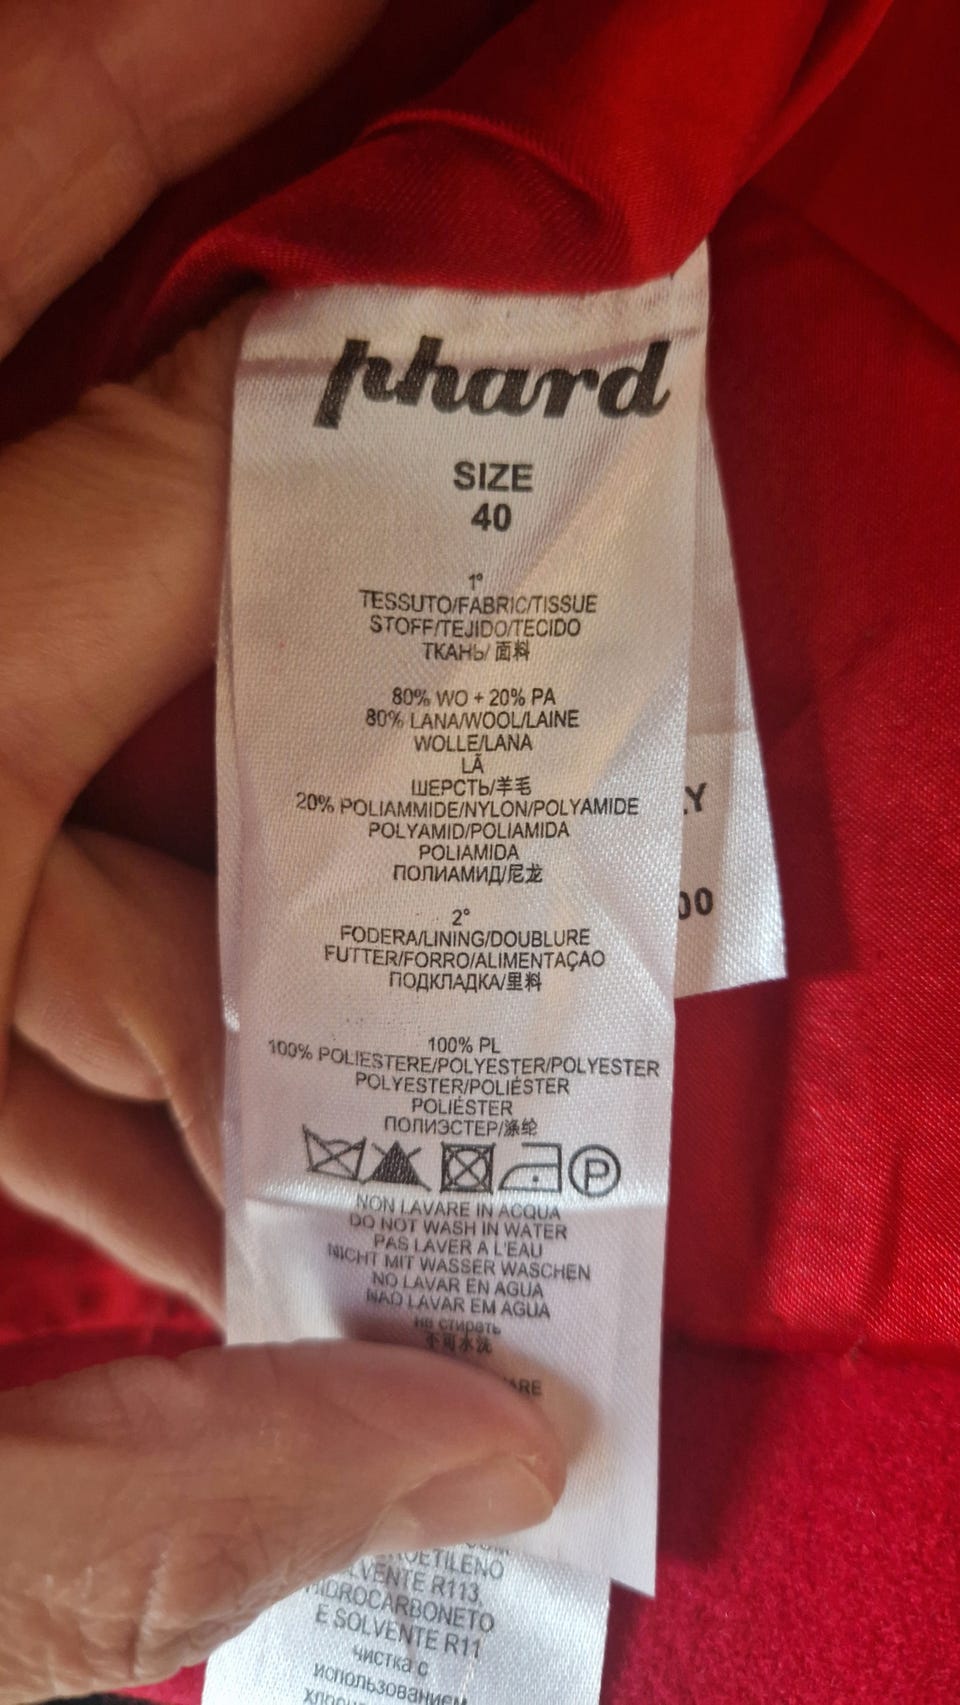 phard
SIZE
40
1°
TESSUTO/FABRIC/TISSUE
STOFF/TEJIDO/TECIDO
ТКАНЬ/ 面料
80% WO + 20% PA
80% LANA/WOOL/LAINE
WOLLE/LANA
LÃ
ШЕРСТЬ/羊毛
20% POLIAMMIDE/NYLON/POLYAMIDE
POLYAMID/POLIAMIDA
POLIAMIDA
ПОЛИАМИД/尼龙
2°
FODERA/LINING/DOUBLURE
FUTTER/FORRO/ALIMENTAÇAO
ПОДКЛАДКА/里料
100% PL
100% POLIESTERE/POLYESTER/POLYESTER
POLYESTER/POLIÉSTER
POLIÉSTER
ПОЛИЭСТЕР/涤纶
P
NON LAVARE IN ACQUA
DO NOT WASH IN WATER
PAS LAVER A L'EAU
NICHT MIT WASSER WASCHEN
NO LAVAR EN AGUA
NAO LAVAR EM AGUA
не стирать
不可水洗
SOLVENTE R113,
HIDROCARBONETO
E SOLVENTE R11
чистка с
использованием